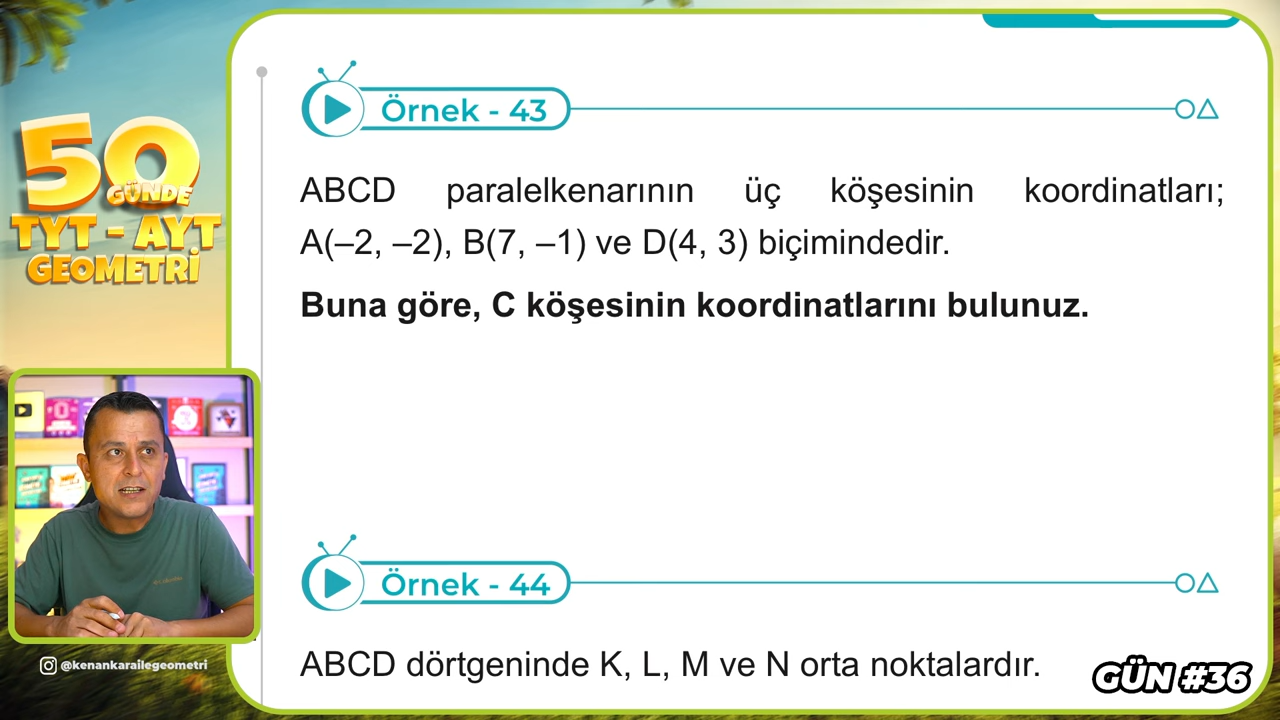 50
GÜNDE
TYT - AYT
GEOMETRİ
Örnek - 43
ABCD paralelkenarının üç köşesinin koordinatları;
A(–2, –2), B(7, –1) ve D(4, 3) biçimindedir.
Buna göre, C köşesinin koordinatlarını bulunuz.
Örnek - 44
ABCD dörtgeninde K, L, M ve N orta noktalardır.
@kenankarailegeometri
GÜN #36